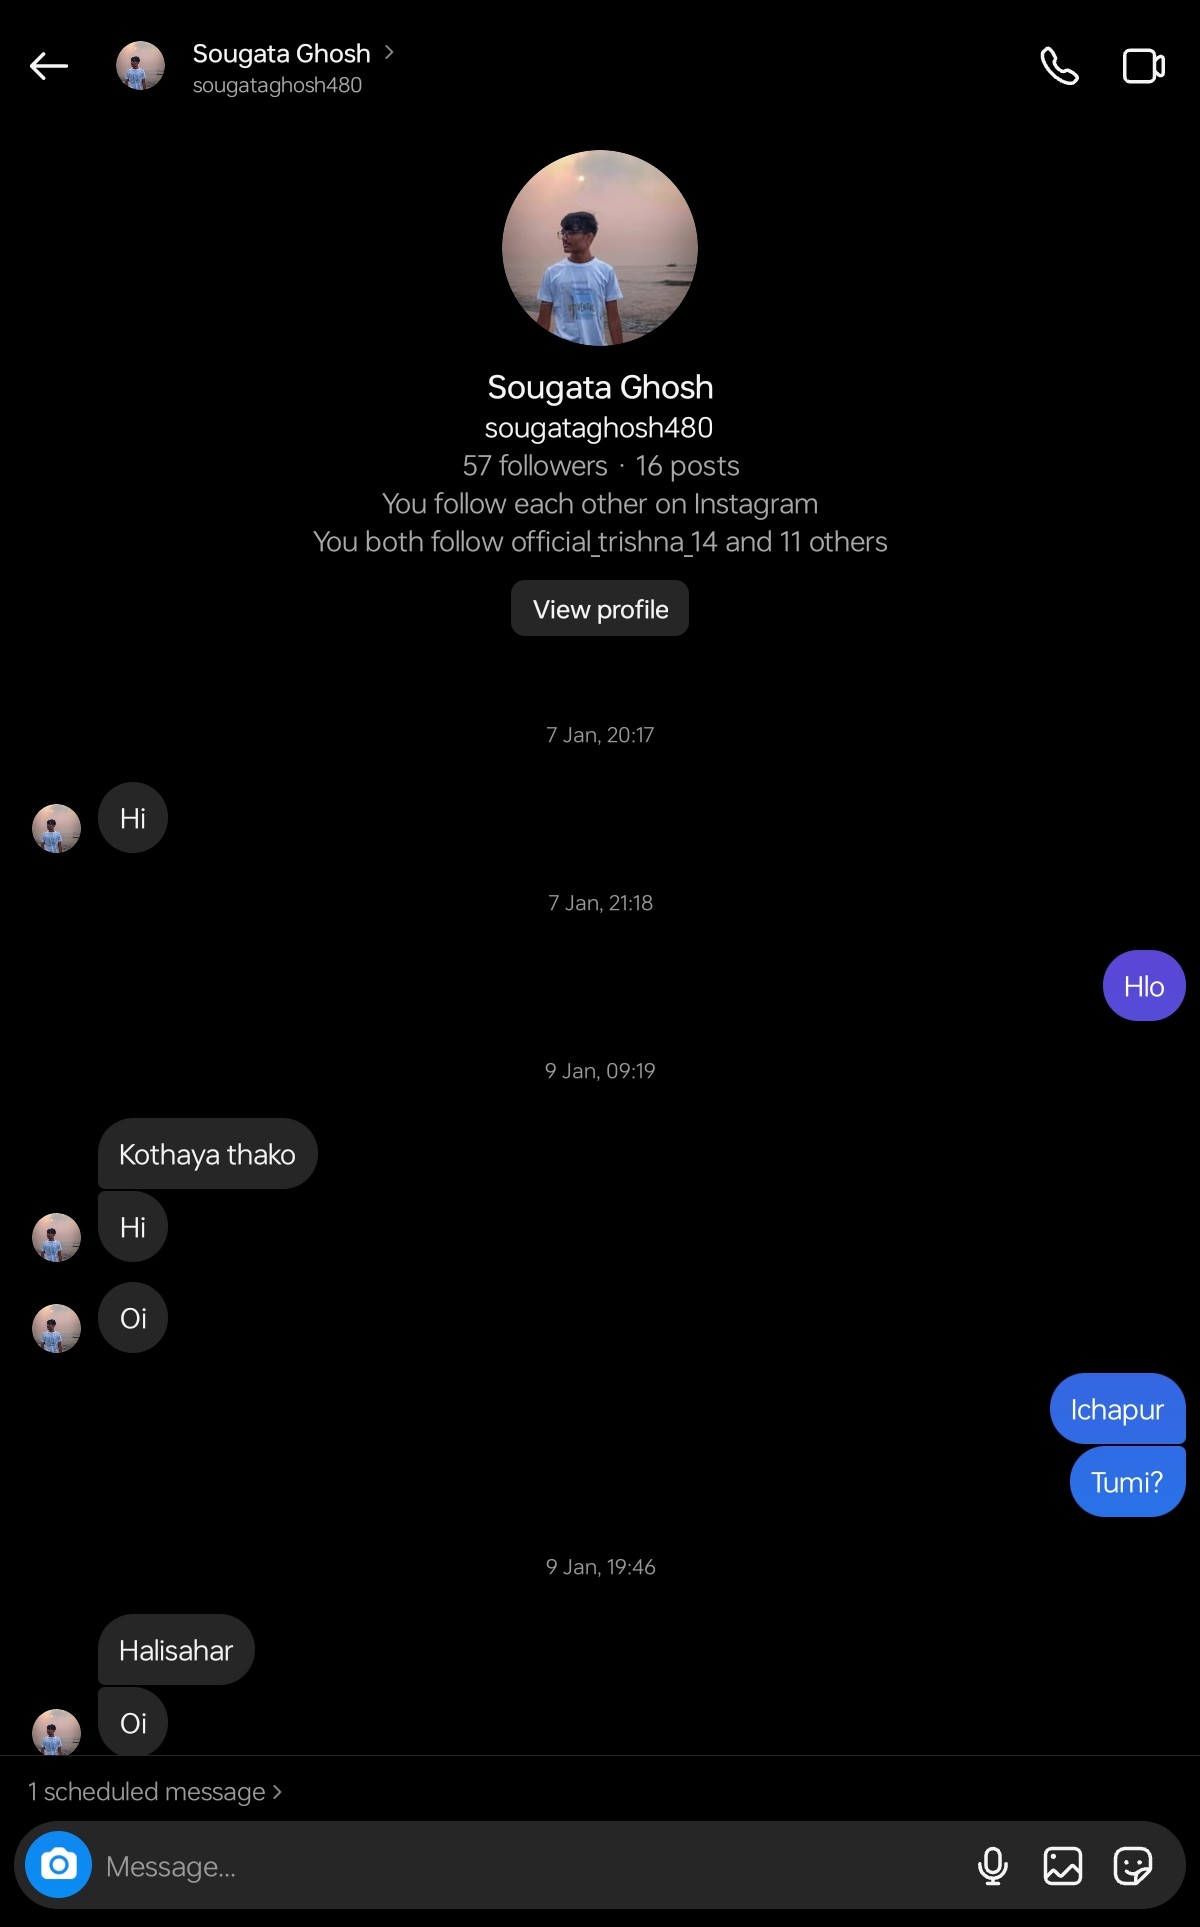 Sougata Ghosh
sougataghosh480
Sougata Ghosh
sougataghosh480
57 followers · 16 posts
You follow each other on Instagram
You both follow official_trishna_14 and 11 others
View profile
7 Jan, 20:17
Hi
7 Jan, 21:18
Hlo
9 Jan, 09:19
Kothaya thako
Hi
Oi
Ichapur
Tumi?
9 Jan, 19:46
Halisahar
Oi
1 scheduled message
Message...